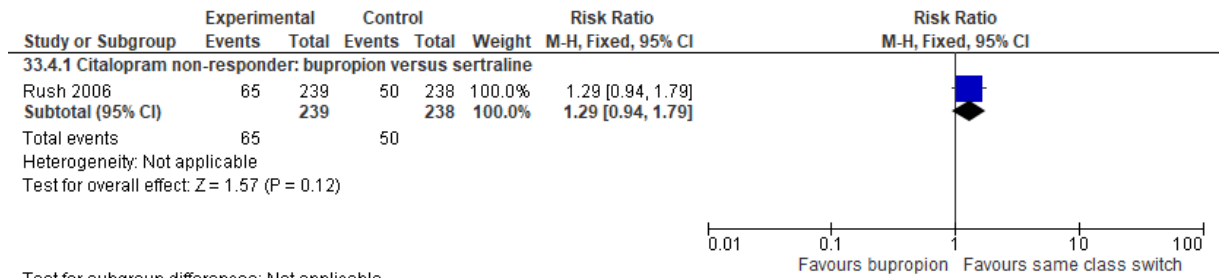 Experimental Control Risk Ratio Risk Ratio
Study or Subgroup Events Total Events Total Weight M-H, Fixed, 95% CI M-H, Fixed, 95% CI
33.4.1 Citalopram non-responder: bupropion versus sertraline
Rush 2006 65 239 50 238 100.0% 1.29 [0.94, 1.79]
Subtotal (95% CI) 239 238 100.0% 1.29 [0.94, 1.79]
Total events 65 50
Heterogeneity: Not applicable
Test for overall effect: Z = 1.57 (P = 0.12)
0.01 0.1 1 10 100
Favours bupropion Favours same class switch
Test for subgroup differences: Not applicable